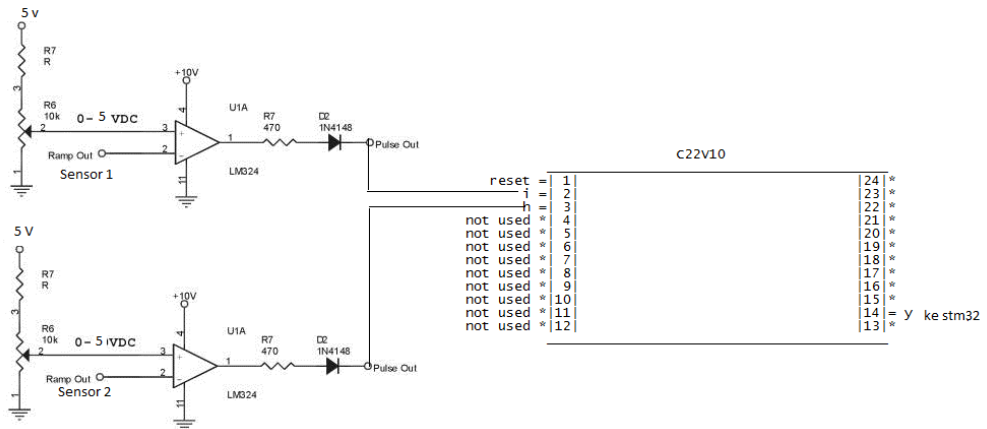 5 v
R7
R
3
R6
10k
2
0- 5 VDC
1
+10V
4
U1A
3
+
2
-
1
11
LM324
Ramp Out
Sensor 1
R7
470
D2
1N4148
Pulse Out
5 V
R7
R
3
R6
10k
2
0- 5 VDC
1
+10V
4
U1A
3
+
2
-
1
11
LM324
Ramp Out
Sensor 2
R7
470
D2
1N4148
Pulse Out
C22V10
reset =| 1| |24|*
i =| 2| |23|*
h =| 3| |22|*
not used *| 4| |21|*
not used *| 5| |20|*
not used *| 6| |19|*
not used *| 7| |18|*
not used *| 8| |17|*
not used *| 9| |16|*
not used *|10| |15|*
not used *|11| |14|= y ke stm32
not used *|12| |13|*